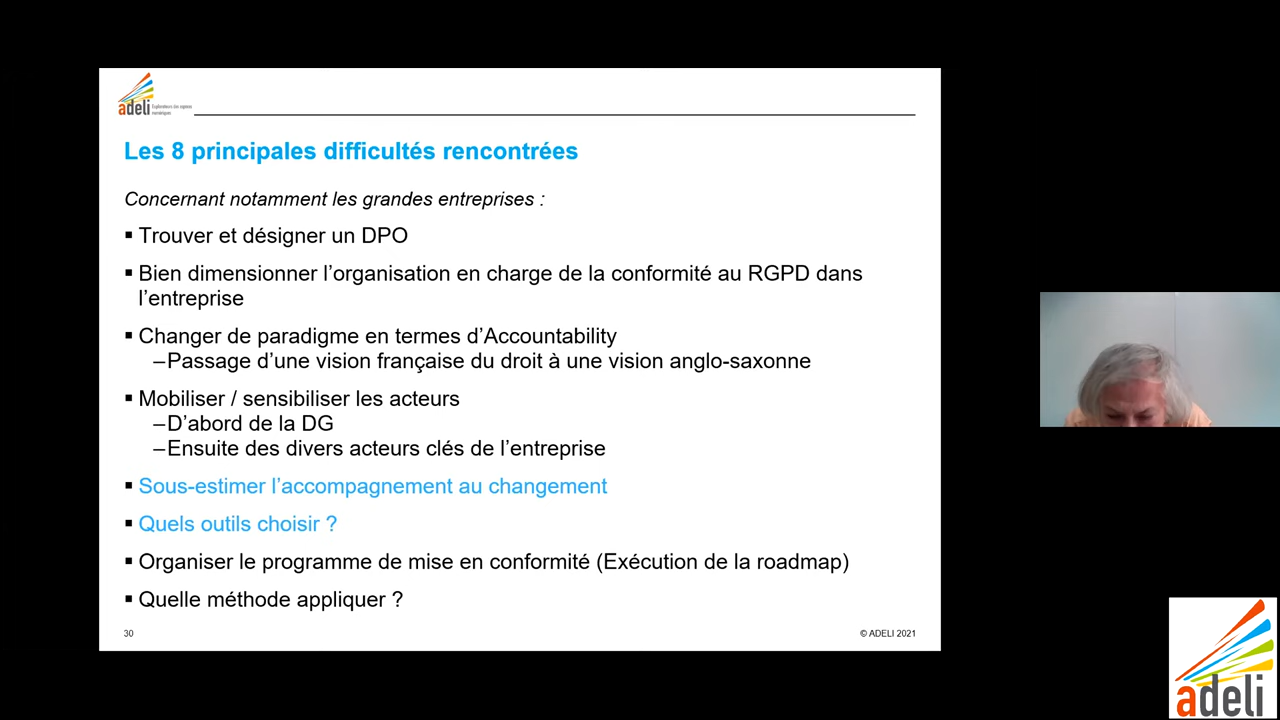 adeli
Explorateurs des espaces
numériques
Les 8 principales difficultés rencontrées
Concernant notamment les grandes entreprises :
▪ Trouver et désigner un DPO
▪ Bien dimensionner l’organisation en charge de la conformité au RGPD dans
l’entreprise
▪ Changer de paradigme en termes d’Accountability
–Passage d’une vision française du droit à une vision anglo-saxonne
▪ Mobiliser / sensibiliser les acteurs
–D’abord de la DG
–Ensuite des divers acteurs clés de l’entreprise
▪ Sous-estimer l’accompagnement au changement
▪ Quels outils choisir ?
▪ Organiser le programme de mise en conformité (Exécution de la roadmap)
▪ Quelle méthode appliquer ?
30
© ADELI 2021
adeli